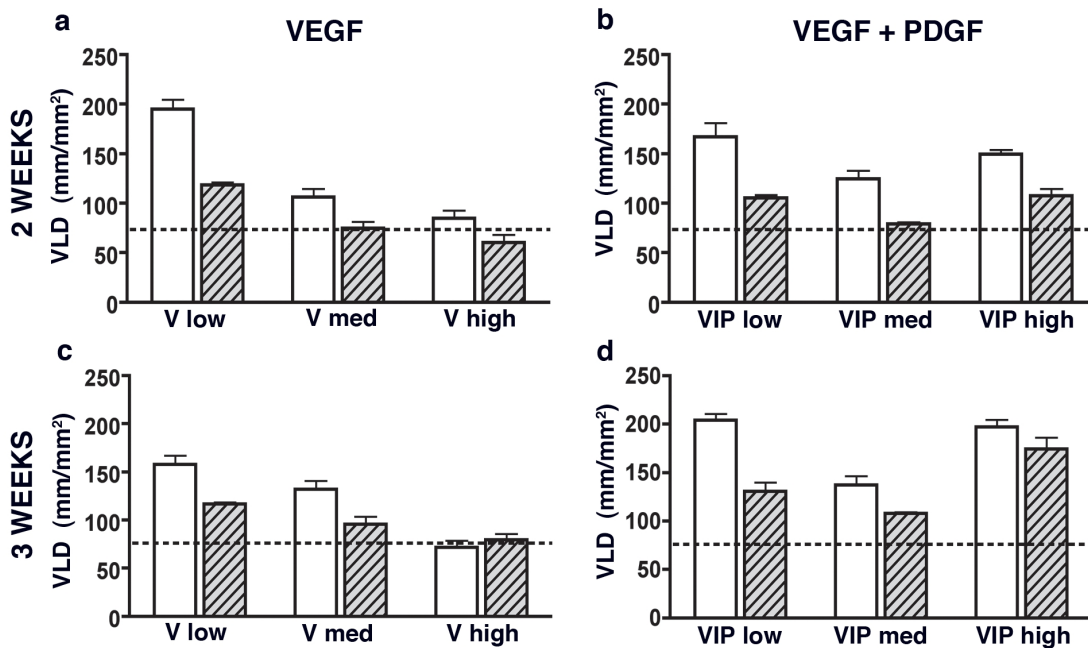 a
VEGF
b
VEGF + PDGF
2 WEEKS
VLD (mm/mm²)
250
200
150
100
50
0
V low
V med
V high
VLD (mm/mm²)
250
200
150
100
50
0
VIP low
VIP med
VIP high
c
d
3 WEEKS
VLD (mm/mm²)
250
200
150
100
50
0
V low
V med
V high
VLD (mm/mm²)
250
200
150
100
50
0
VIP low
VIP med
VIP high